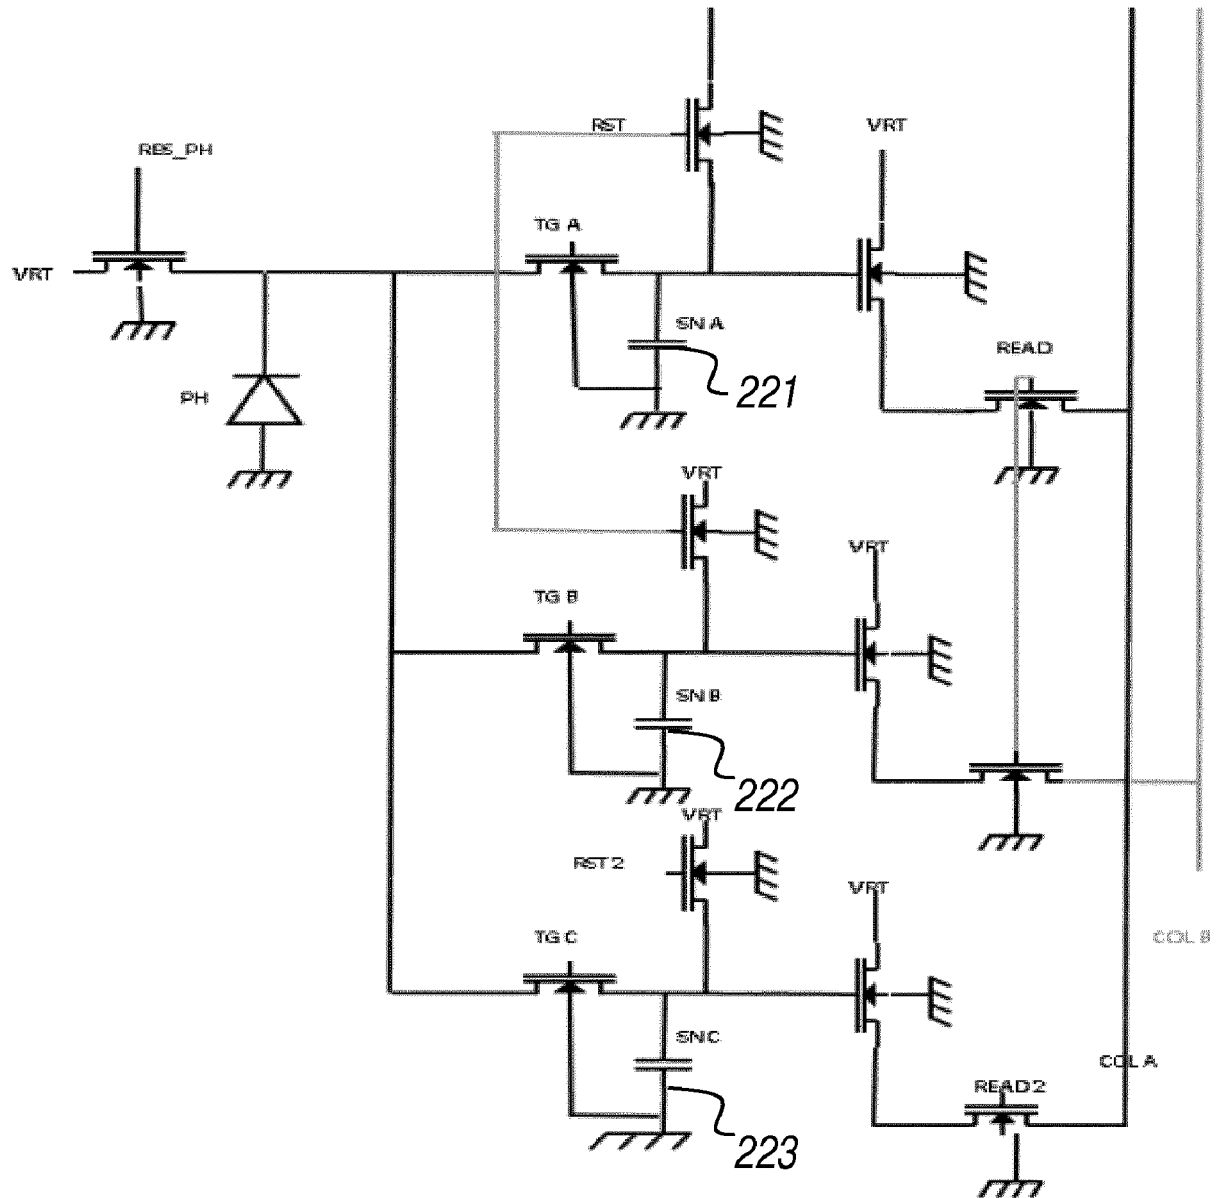 RST
VRT
RES_PH
TG A
VRT
SN A
READ
221
PH
VRT
VRT
TG B
SN B
222
VRT
RST 2
VRT
TG C
COL B
SN C
COL A
READ 2
223